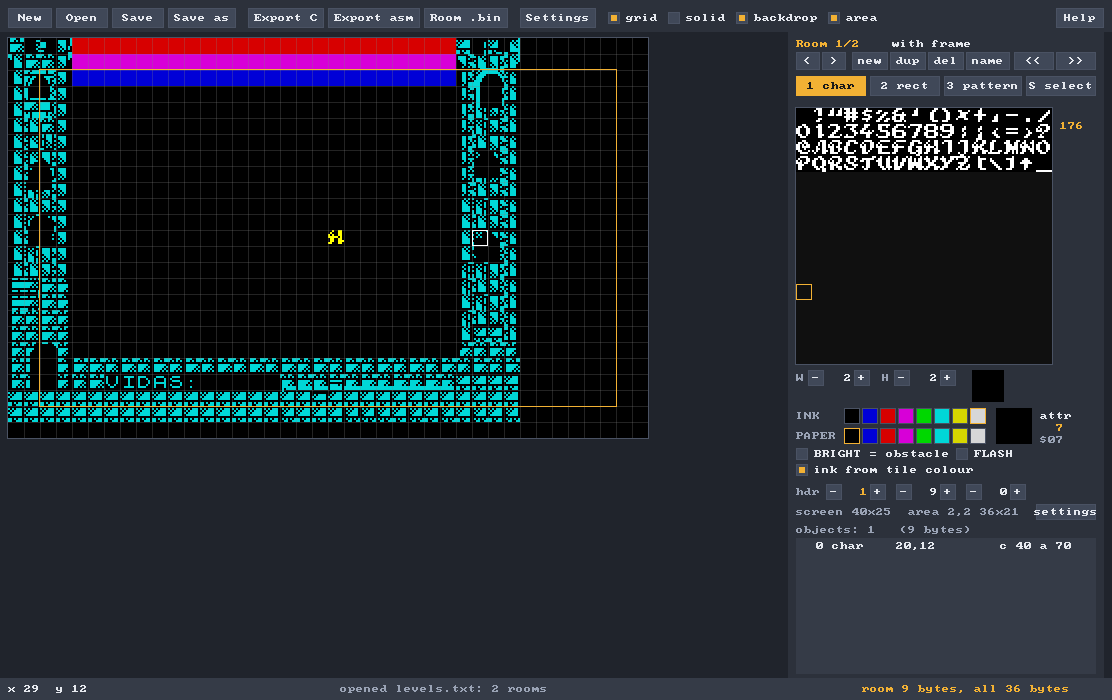 New Open Save Save as Export C Export asm Room .bin Settings grid solid backdrop area Help
Room 1/2 with frame
< > new dup del name << >>
1 char 2 rect 3 pattern S select
!"#$%&'()*+,-./
0123456789:;<=>?
@ABCDEFGHIJKLMNO
PQRSTUVWXYZ[\]↑_
176
VIDAS:
W - 2 + H - 2 +
INK attr
7
PAPER $07
BRIGHT = obstacle FLASH
ink from tile colour
hdr - 1 + - 9 + - 0 +
screen 40x25 area 2,2 36x21 settings
objects: 1 (9 bytes)
0 char 20,12 c 40 a 70
x 29 y 12 opened levels.txt: 2 rooms room 9 bytes, all 36 bytes